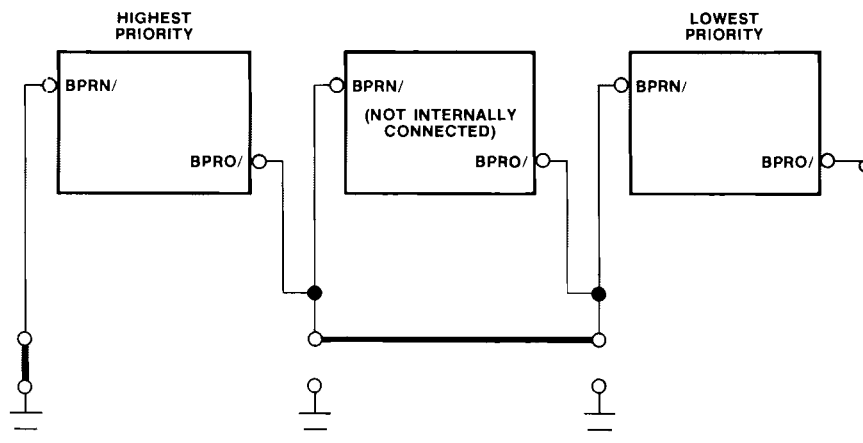 HIGHEST
PRIORITY
LOWEST
PRIORITY
BPRN/
BPRN/
BPRN/
(NOT INTERNALLY
CONNECTED)
BPRO/
BPRO/
BPRO/